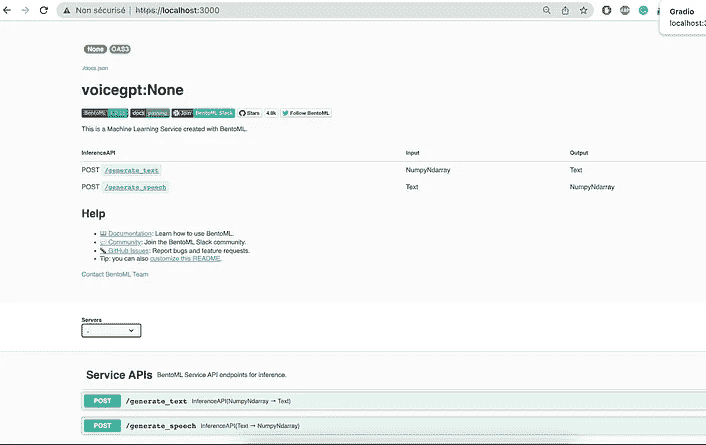 Non sécurisé | https://localhost:3000
Gradio
localhost:3
None OAS3
./docs.json
voicegpt:None
BentoML docs passing Join BentoML Slack Stars 4.8k Follow BentoML
This is a Machine Learning Service created with BentoML.
InferenceAPI Input Output
POST /generate_text NumpyNdarray Text
POST /generate_speech Text NumpyNdarray
Help
Documentation: Learn how to use BentoML.
Community: Join the BentoML Slack community.
GitHub Issues: Report bugs and feature requests.
Tip: you can also customize this README.
Contact BentoML Team
Servers
.
Service APIs BentoML Service API endpoints for inference.
POST /generate_text InferenceAPI(NumpyNdarray → Text)
POST /generate_speech InferenceAPI(Text → NumpyNdarray)